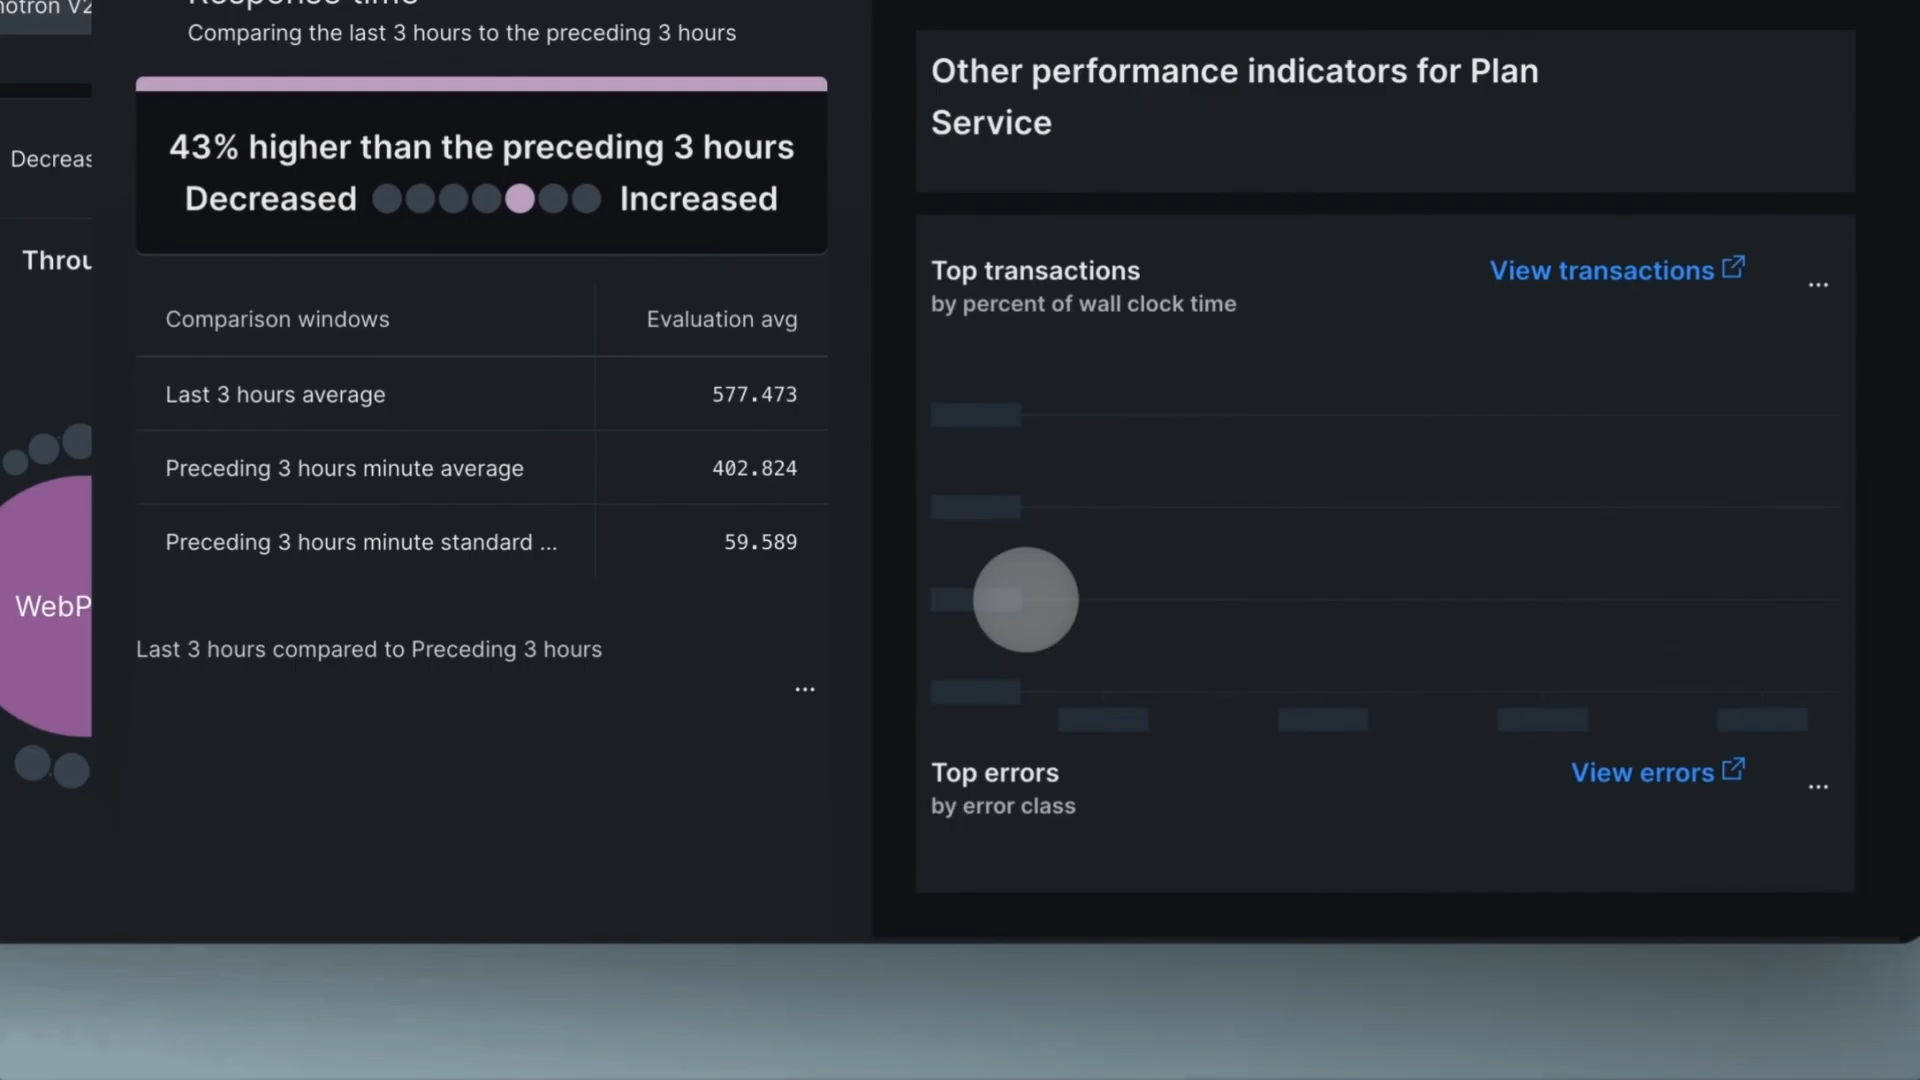 Decreas
Throu
WebP
Response time
Comparing the last 3 hours to the preceding 3 hours
43% higher than the preceding 3 hours
Decreased Increased
Comparison windows Evaluation avg
Last 3 hours average 577.473
Preceding 3 hours minute average 402.824
Preceding 3 hours minute standard ... 59.589
Last 3 hours compared to Preceding 3 hours
...
Other performance indicators for Plan
Service
Top transactions View transactions
by percent of wall clock time
...
Top errors View errors
by error class
...